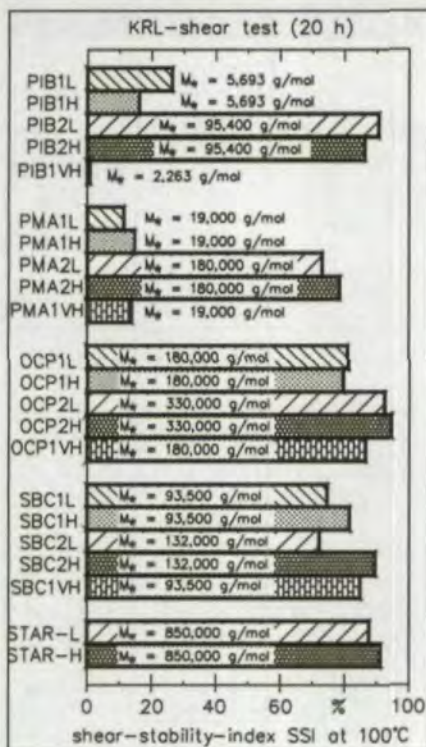 KRL-shear test (20 h)
PIB1L Mw = 5,693 g/mol
PIB1H Mw = 5,693 g/mol
PIB2L Mw = 95,400 g/mol
PIB2H Mw = 95,400 g/mol
PIB1VH Mw = 2,263 g/mol
PMA1L Mw = 19,000 g/mol
PMA1H Mw = 19,000 g/mol
PMA2L Mw = 180,000 g/mol
PMA2H Mw = 180,000 g/mol
PMA1VH Mw = 19,000 g/mol
OCP1L Mw = 180,000 g/mol
OCP1H Mw = 180,000 g/mol
OCP2L Mw = 330,000 g/mol
OCP2H Mw = 330,000 g/mol
OCP1VH Mw = 180,000 g/mol
SBC1L Mw = 93,500 g/mol
SBC1H Mw = 93,500 g/mol
SBC2L Mw = 132,000 g/mol
SBC2H Mw = 132,000 g/mol
SBC1VH Mw = 93,500 g/mol
STAR-L Mw = 850,000 g/mol
STAR-H Mw = 850,000 g/mol
0 20 40 60 % 100
shear-stability-index SSI at 100°C